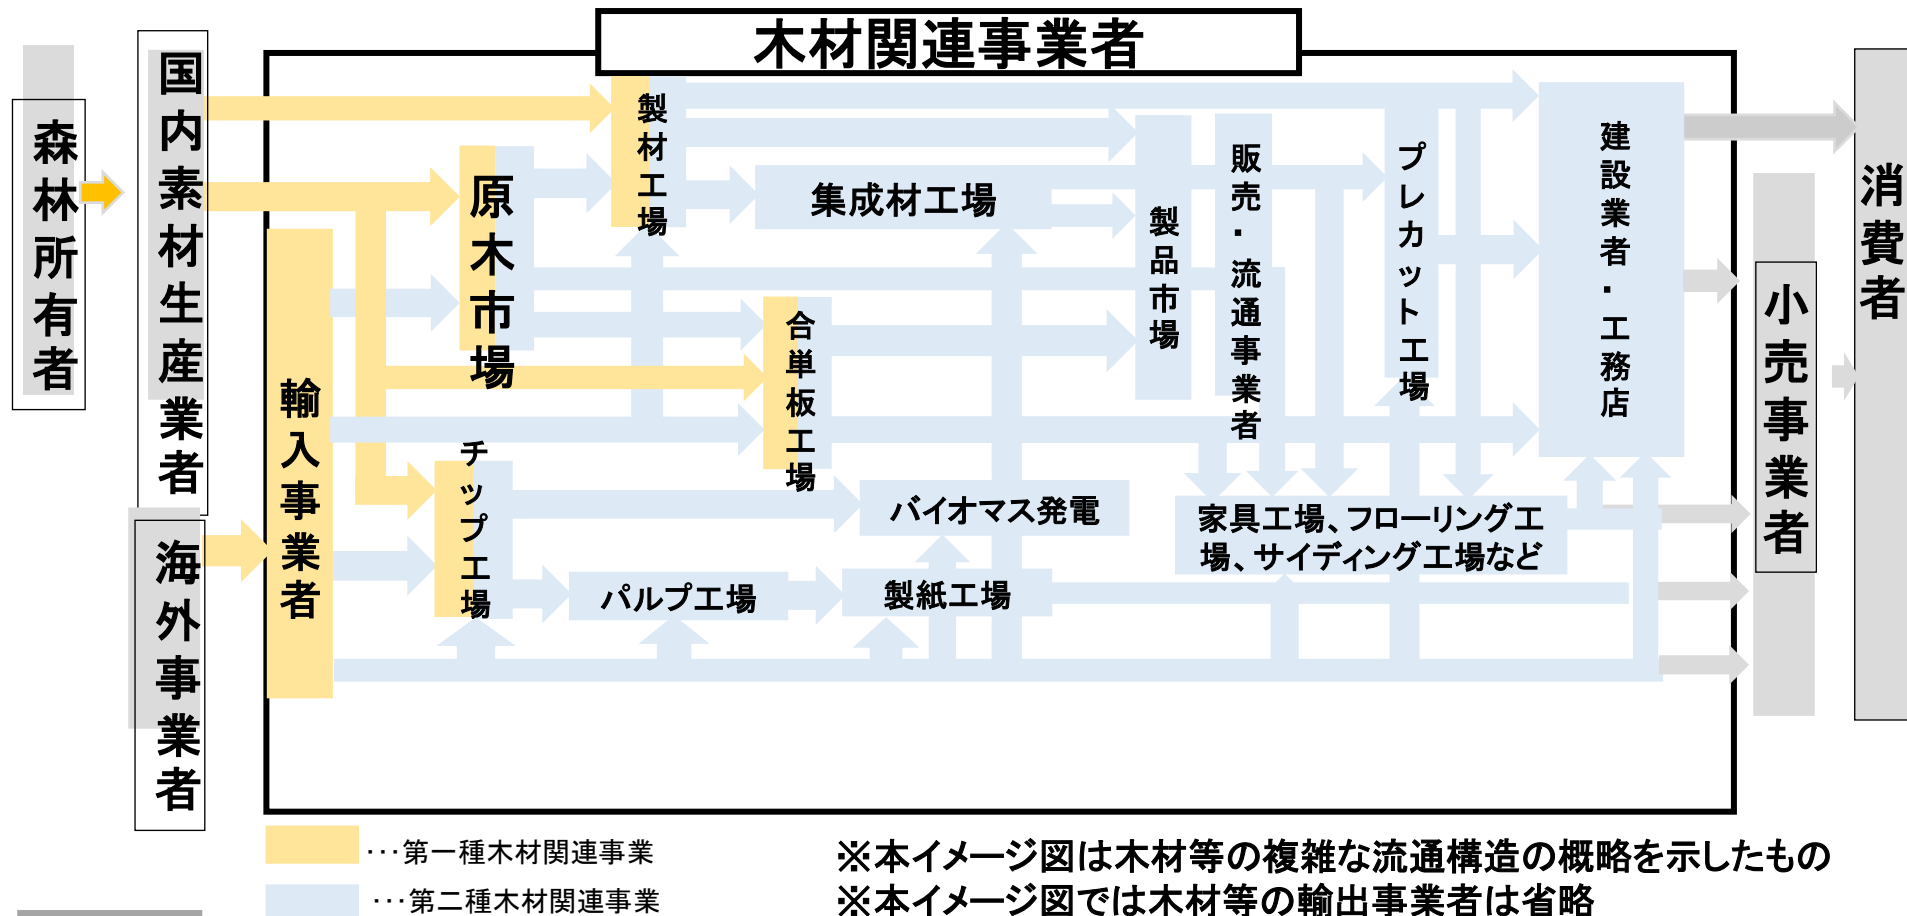 木材関連事業者
森林所有者
国内素材生産業者
海外事業者
輸入事業者
原木市場
製材工場
集成材工場
合単板工場
チップ工場
バイオマス発電
パルプ工場
製紙工場
製品市場
販売・流通事業者
プレカット工場
家具工場、フローリング工
場、サイディング工場など
建設業者・工務店
小売事業者
消費者
…第一種木材関連事業
…第二種木材関連事業
※本イメージ図は木材等の複雑な流通構造の概略を示したもの
※本イメージ図では木材等の輸出事業者は省略